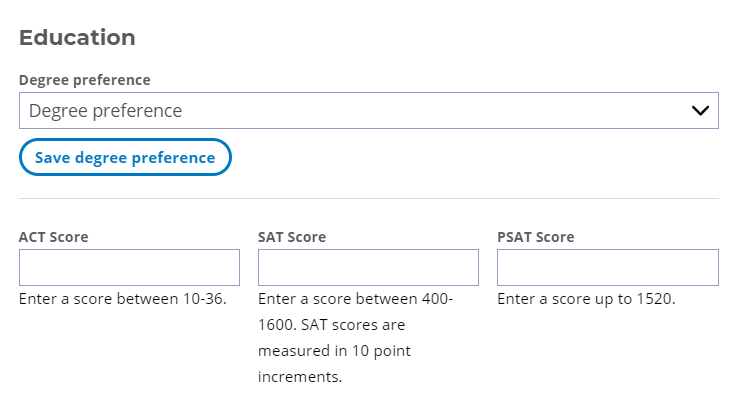 Education
Degree preference
Degree preference
Save degree preference
ACT Score
SAT Score
PSAT Score
Enter a score between 10-36.
Enter a score between 400-
1600. SAT scores are
measured in 10 point
increments.
Enter a score up to 1520.